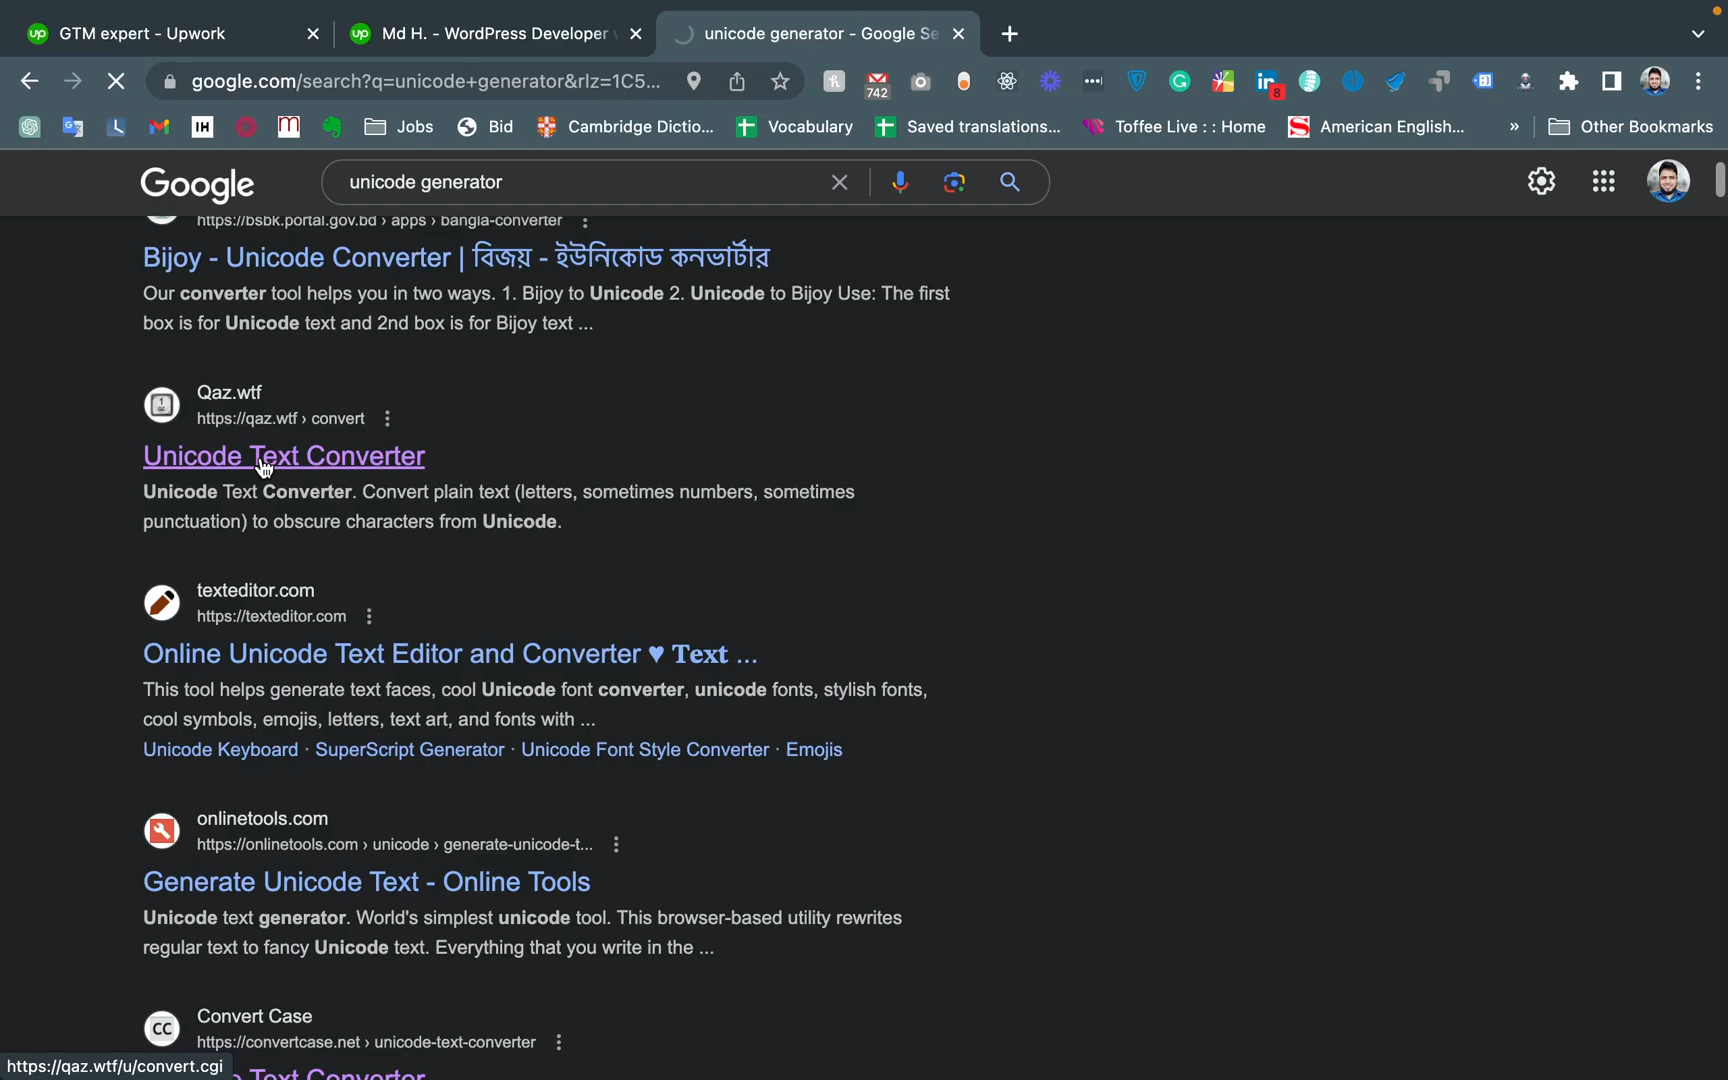 GTM expert - Upwork
Md H. - WordPress Developer
unicode generator - Google Se
google.com/search?q=unicode+generator&rlz=1C5...
742
8
IH
Jobs
Bid
Cambridge Dictio...
Vocabulary
Saved translations...
Toffee Live : : Home
American English...
»
Other Bookmarks
Google
unicode generator
https://bsbk.portal.gov.bd › apps › bangla-converter
Bijoy - Unicode Converter | বিজয় - ইউনিকোড কনভার্টার
Our converter tool helps you in two ways. 1. Bijoy to Unicode 2. Unicode to Bijoy Use: The first
box is for Unicode text and 2nd box is for Bijoy text ...
Qaz.wtf
https://qaz.wtf › convert
Unicode Text Converter
Unicode Text Converter. Convert plain text (letters, sometimes numbers, sometimes
punctuation) to obscure characters from Unicode.
texteditor.com
https://texteditor.com
Online Unicode Text Editor and Converter ♥ 𝐓𝐞𝐱𝐭 ...
This tool helps generate text faces, cool Unicode font converter, unicode fonts, stylish fonts,
cool symbols, emojis, letters, text art, and fonts with ...
Unicode Keyboard · SuperScript Generator · Unicode Font Style Converter · Emojis
onlinetools.com
https://onlinetools.com › unicode › generate-unicode-t...
Generate Unicode Text - Online Tools
Unicode text generator. World's simplest unicode tool. This browser-based utility rewrites
regular text to fancy Unicode text. Everything that you write in the ...
CC
Convert Case
https://convertcase.net › unicode-text-converter
Text Converter
https://qaz.wtf/u/convert.cgi